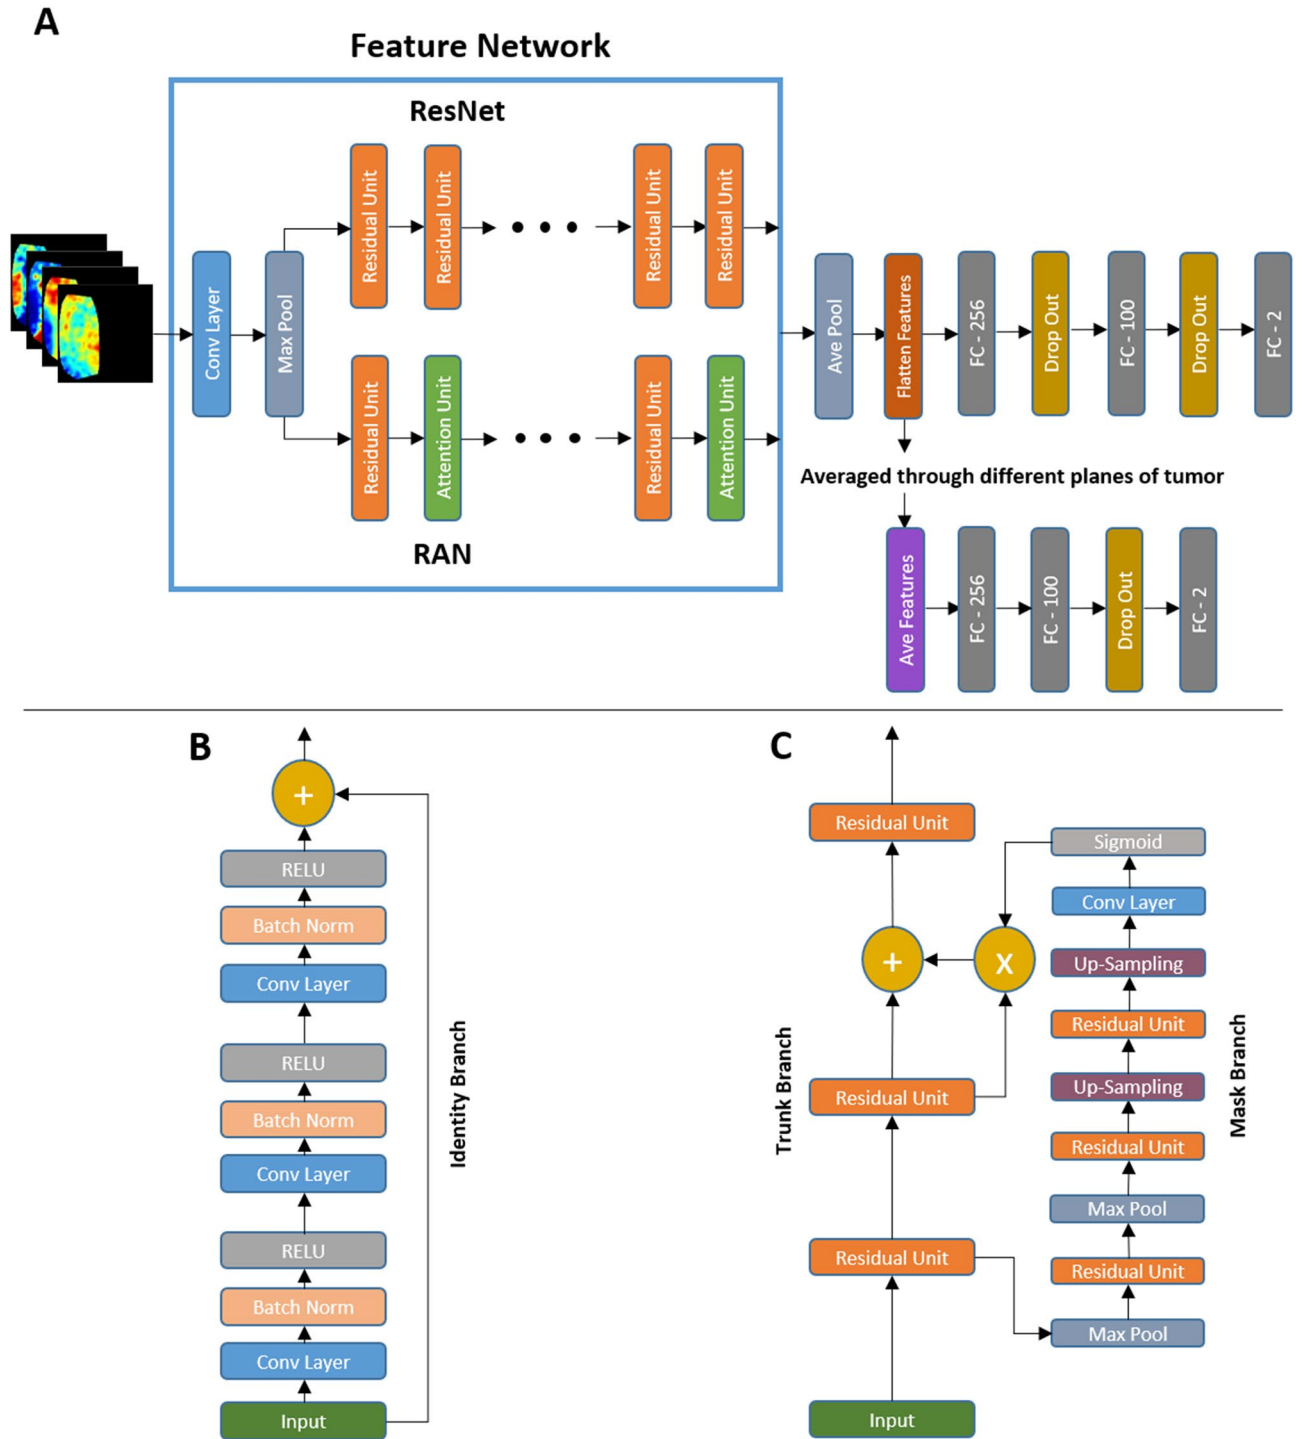 A
Feature Network
ResNet
Residual Unit
Residual Unit
Residual Unit
Residual Unit
Conv Layer
Max Pool
Residual Unit
Attention Unit
Residual Unit
Attention Unit
RAN
Ave Pool
Flatten Features
FC - 256
Drop Out
FC - 100
Drop Out
FC - 2
Averaged through different planes of tumor
Ave Features
FC - 256
FC - 100
Drop Out
FC - 2
B
+
RELU
Batch Norm
Conv Layer
RELU
Batch Norm
Conv Layer
RELU
Batch Norm
Conv Layer
Input
Identity Branch
C
Residual Unit
+
X
Residual Unit
Residual Unit
Input
Trunk Branch
Sigmoid
Conv Layer
Up-Sampling
Residual Unit
Up-Sampling
Residual Unit
Max Pool
Residual Unit
Max Pool
Mask Branch